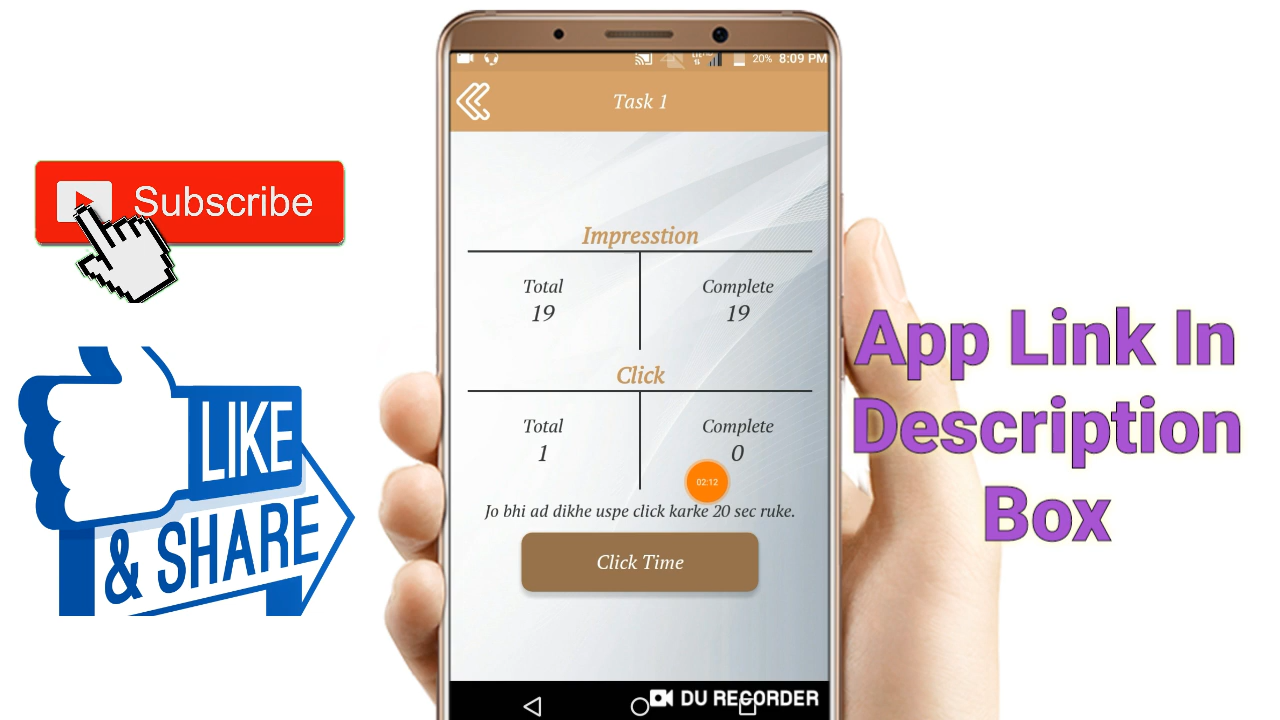 20% 8:09 PM
Task 1
Subscribe
Impresstion
Total Complete
19 19
Click
Total Complete
1 0
02:12
Jo bhi ad dikhe uspe click karke 20 sec ruke.
Click Time
LIKE
& SHARE
App Link In
Description
Box
DU RECORDER